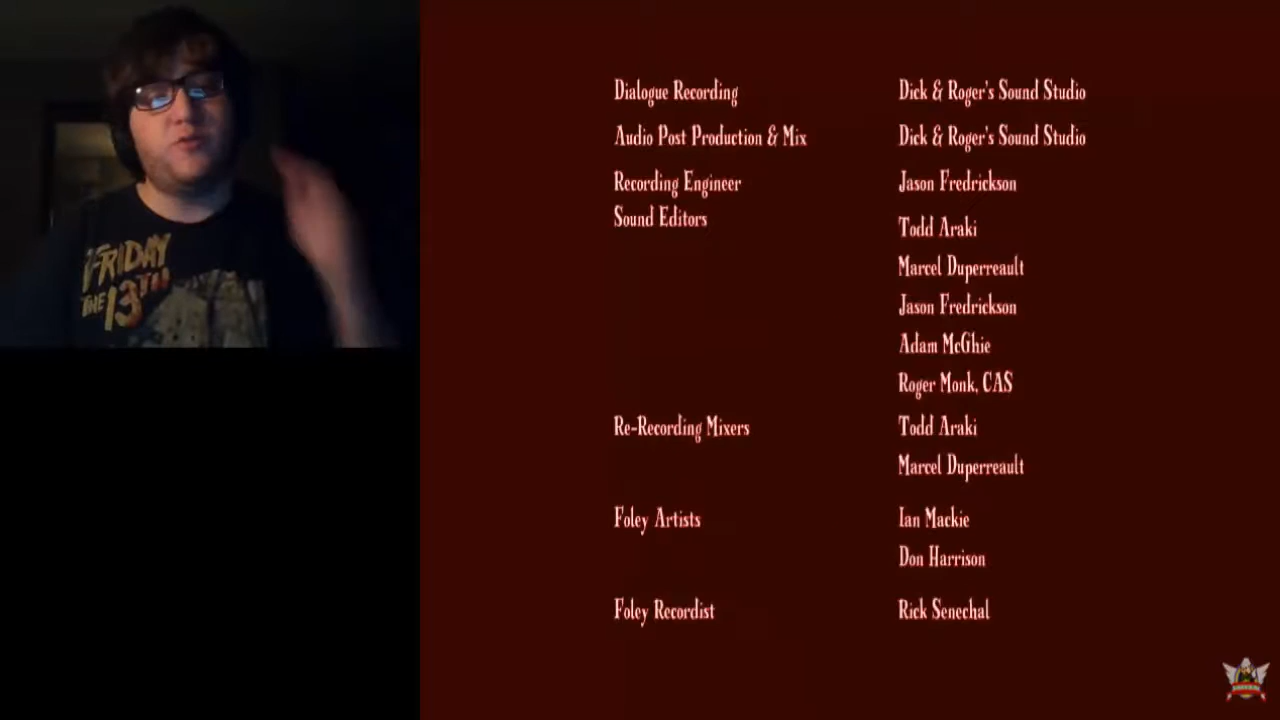 FRIDAY
THE 13TH
Dialogue Recording Dick & Roger's Sound Studio
Audio Post Production & Mix Dick & Roger's Sound Studio
Recording Engineer Jason Fredrickson
Sound Editors Todd Araki
Marcel Duperreault
Jason Fredrickson
Adam McGhie
Roger Monk, CAS
Re-Recording Mixers Todd Araki
Marcel Duperreault
Foley Artists Ian Mackie
Don Harrison
Foley Recordist Rick Senechal